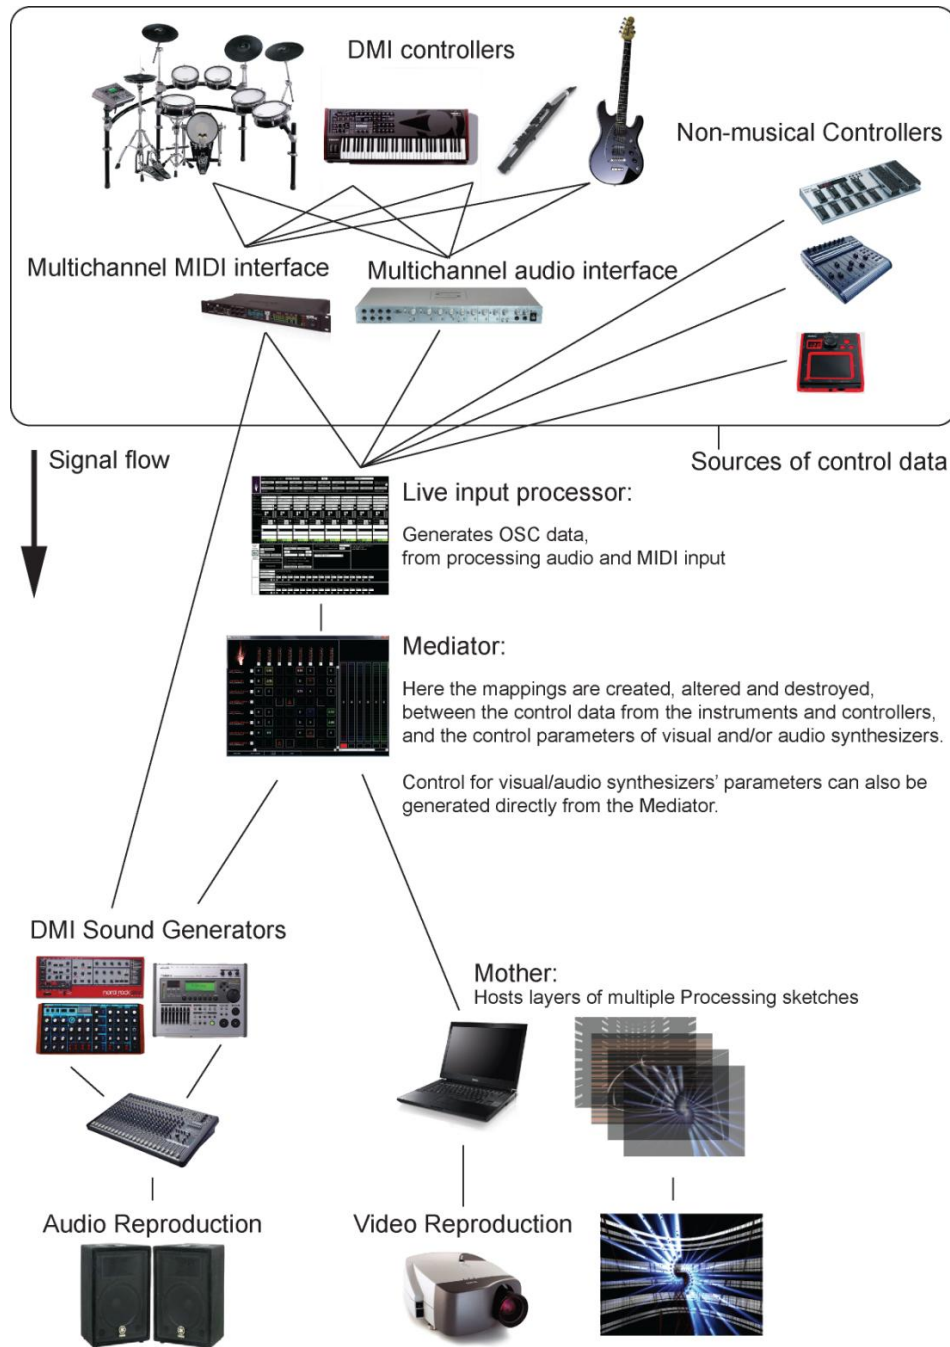 DMI controllers
Non-musical Controllers
Multichannel MIDI interface
Multichannel audio interface
Signal flow
Sources of control data
Live input processor:
Generates OSC data,
from processing audio and MIDI input
Mediator:
Here the mappings are created, altered and destroyed,
between the control data from the instruments and controllers,
and the control parameters of visual and/or audio synthesizers.
Control for visual/audio synthesizers’ parameters can also be
generated directly from the Mediator.
DMI Sound Generators
Mother:
Hosts layers of multiple Processing sketches
Audio Reproduction
Video Reproduction